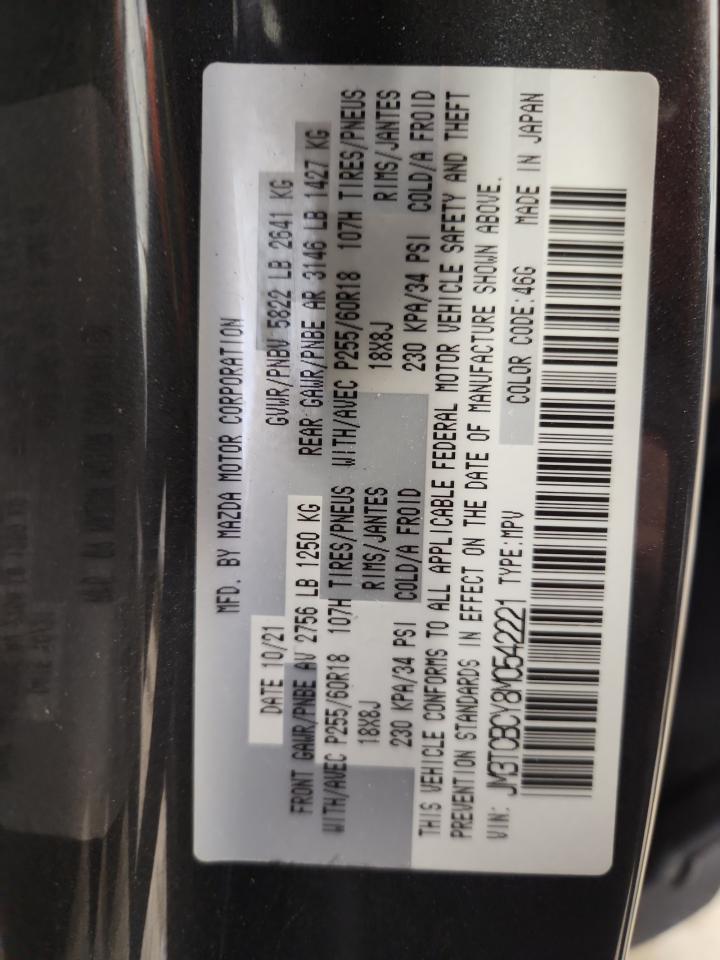 MFD. BY MAZDA MOTOR CORPORATION
DATE 10/21 GVWR/PNBV 5822 LB 2641 KG
FRONT GAWR/PNBE AV 2756 LB 1250 KG REAR GAWR/PNBE AR 3146 LB 1427 KG
WITH/AVEC P255/60R18 107H TIRES/PNEUS WITH/AVEC P255/60R18 107H TIRES/PNEUS
18X8J RIMS/JANTES 18X8J RIMS/JANTES
230 KPA/34 PSI COLD/A FROID 230 KPA/34 PSI COLD/A FROID
THIS VEHICLE CONFORMS TO ALL APPLICABLE FEDERAL MOTOR VEHICLE SAFETY AND THEFT
PREVENTION STANDARDS IN EFFECT ON THE DATE OF MANUFACTURE SHOWN ABOVE.
VIN: JM3TCBCY8M0542221 TYPE:MPV COLOR CODE:46G MADE IN JAPAN